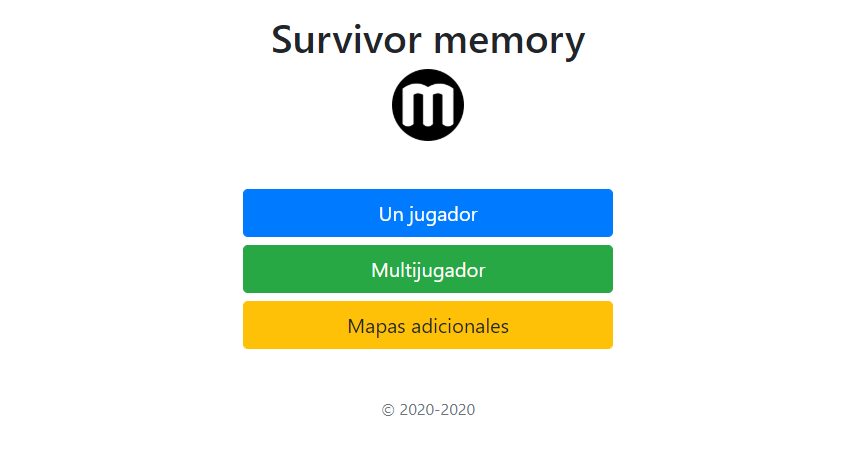 Survivor memory
m
Un jugador
Multijugador
Mapas adicionales
© 2020-2020